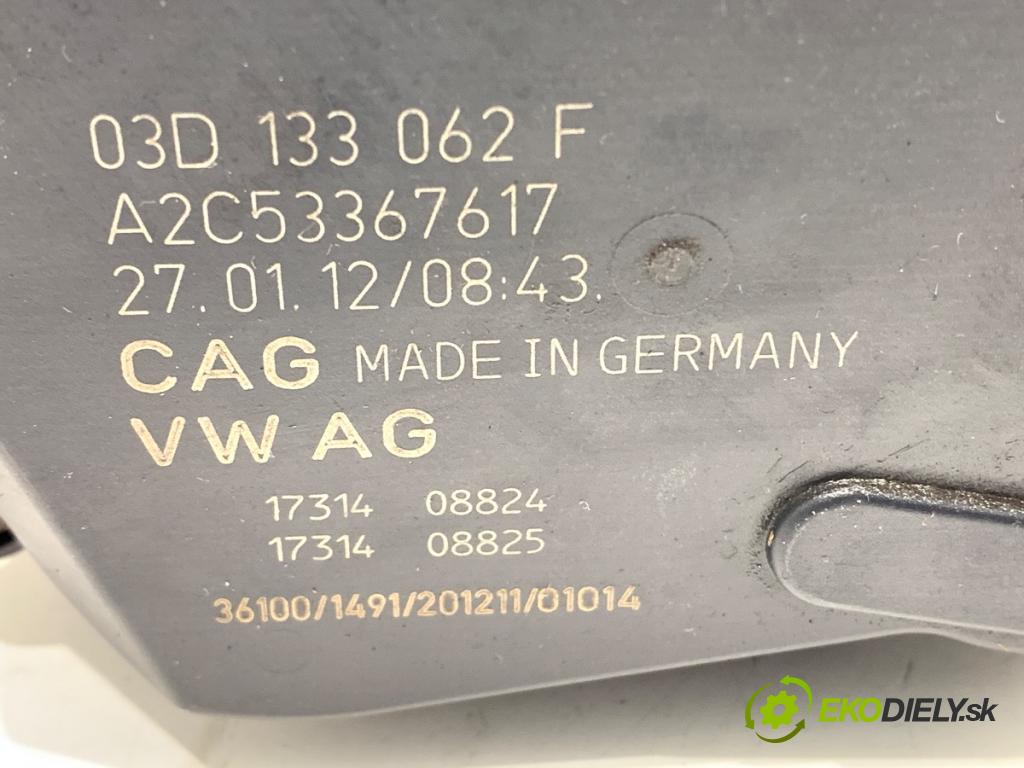 03D 133 062 F
A2C53367617
27.01.12/08:43.
CAG MADE IN GERMANY
VW AG
17314 08824
17314 08825
36100/1491/201211/01014
EKODIELY.sk